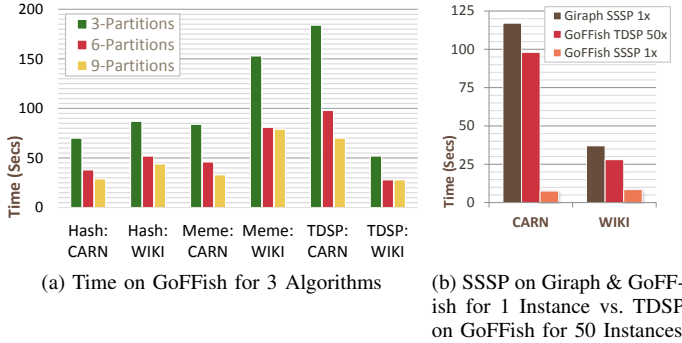 200
150
100
50
0
Time (Secs)
3-Partitions
6-Partitions
9-Partitions
Hash: CARN
Hash: WIKI
Meme: CARN
Meme: WIKI
TDSP: CARN
TDSP: WIKI
(a) Time on GoFFish for 3 Algorithms
125
100
75
50
25
0
Time (Secs)
Giraph SSSP 1x
GoFFish TDSP 50x
GoFFish SSSP 1x
CARN
WIKI
(b) SSSP on Giraph & GoFF-
ish for 1 Instance vs. TDSP
on GoFFish for 50 Instances